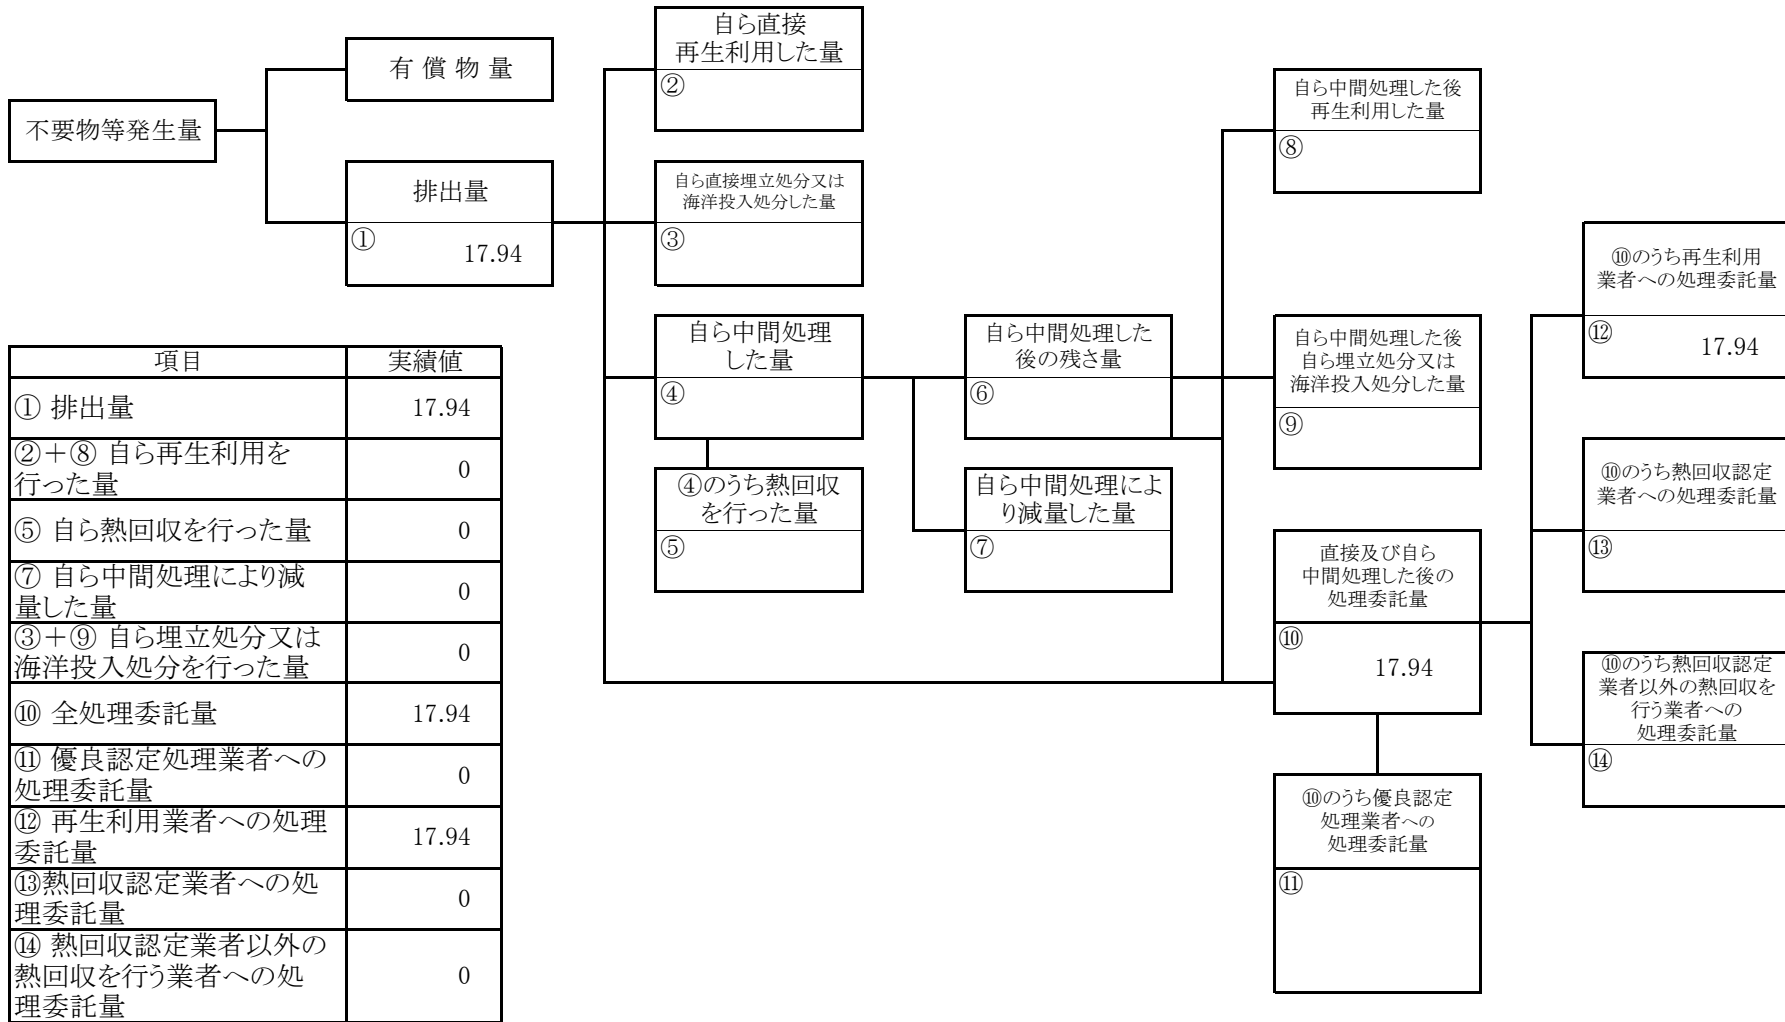 不要物等発生量
有 償 物 量
排出量
①
17.94
自ら直接
再生利用した量
②
自ら直接埋立処分又は
海洋投入処分した量
③
自ら中間処理
した量
④
④のうち熱回収
を行った量
⑤
自ら中間処理した
後の残さ量
⑥
自ら中間処理によ
り減量した量
⑦
自ら中間処理した後
再生利用した量
⑧
自ら中間処理した後
自ら埋立処分又は
海洋投入処分した量
⑨
直接及び自ら
中間処理した後の
処理委託量
⑩
17.94
⑩のうち優良認定
処理業者への
処理委託量
⑪
⑩のうち再生利用
業者への処理委託量
⑫
17.94
⑩のうち熱回収認定
業者への処理委託量
⑬
⑩のうち熱回収認定
業者以外の熱回収を
行う業者への
処理委託量
⑭
項目 実績値
① 排出量 17.94
②＋⑧ 自ら再生利用を
行った量 0
⑤ 自ら熱回収を行った量 0
⑦ 自ら中間処理により減
量した量 0
③＋⑨ 自ら埋立処分又は
海洋投入処分を行った量 0
⑩ 全処理委託量 17.94
⑪ 優良認定処理業者への
処理委託量 0
⑫ 再生利用業者への処理
委託量 17.94
⑬熱回収認定業者への処
理委託量 0
⑭ 熱回収認定業者以外の
熱回収を行う業者への処
理委託量 0